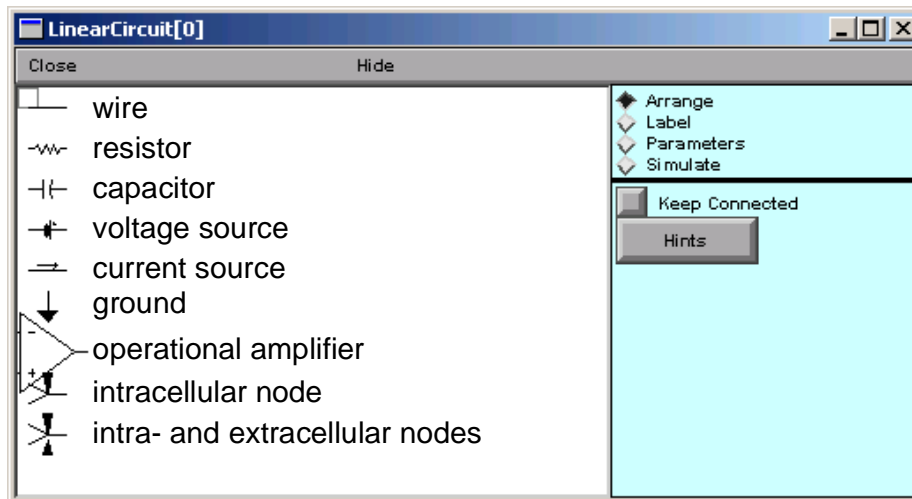 LinearCircuit[0]
Close Hide
wire
resistor
capacitor
voltage source
current source
ground
operational amplifier
intracellular node
intra- and extracellular nodes
Arrange
Label
Parameters
Simulate
Keep Connected
Hints